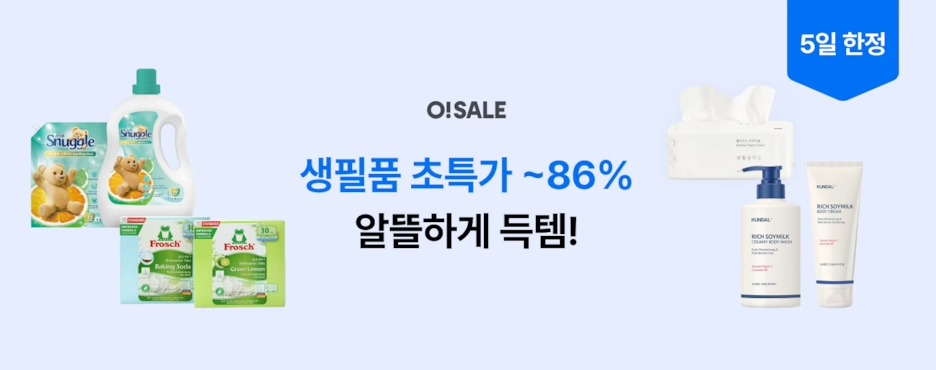 5일 한정
O!SALE
생필품 초특가 ~86%
알뜰하게 득템!
Snuggle
Snuggle
Frosch
Baking Soda
Frosch
Green Lemon
KUNDAL
RICH SOYMILK
CREAMY BODY WASH
KUNDAL
RICH SOYMILK
BODY CREAM